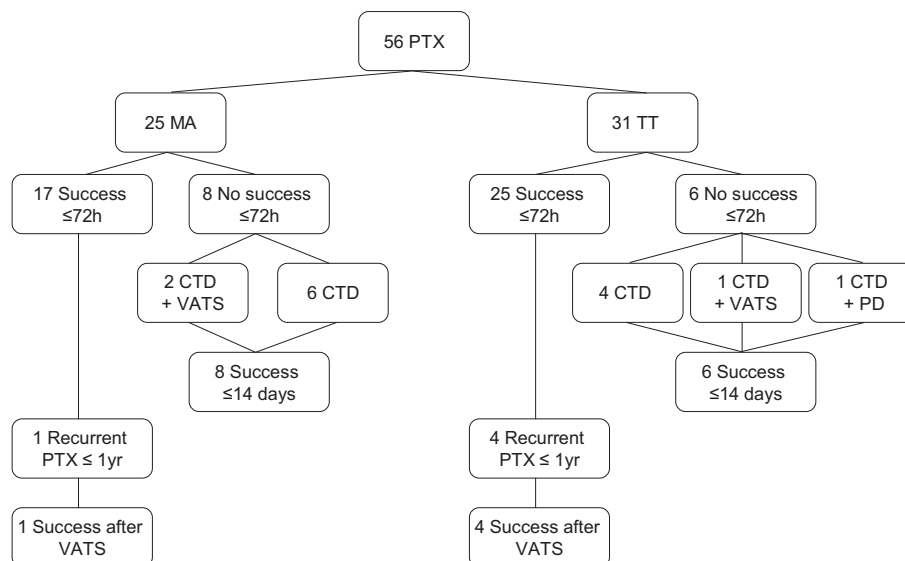 56 PTX
25 MA
31 TT
17 Success
≤72h
8 No success
≤72h
25 Success
≤72h
6 No success
≤72h
2 CTD
+ VATS
6 CTD
4 CTD
1 CTD
+ VATS
1 CTD
+ PD
8 Success
≤14 days
6 Success
≤14 days
1 Recurrent
PTX ≤ 1yr
4 Recurrent
PTX ≤ 1yr
1 Success after
VATS
4 Success after
VATS